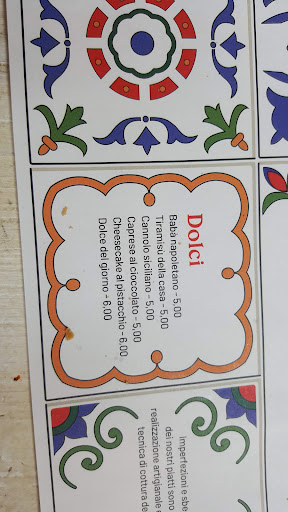 Dolci
Babà napoletano - 5,00
Tiramisù della casa - 5,00
Cannolo siciliano - 5,00
Caprese al cioccolato - 5,00
Cheesecake al pistacchio - 6,00
Dolce del giorno - 6,00
Imperfezioni e sbe
dei nostri piatti sono
realizzazione artigianale
tecnica di cottura de